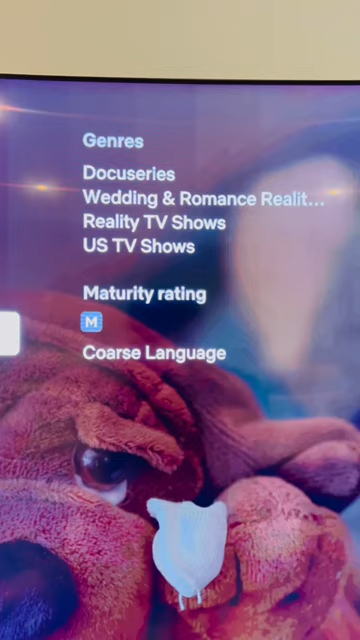 Genres
Docuseries
Wedding & Romance Realit...
Reality TV Shows
US TV Shows
Maturity rating
M
Coarse Language